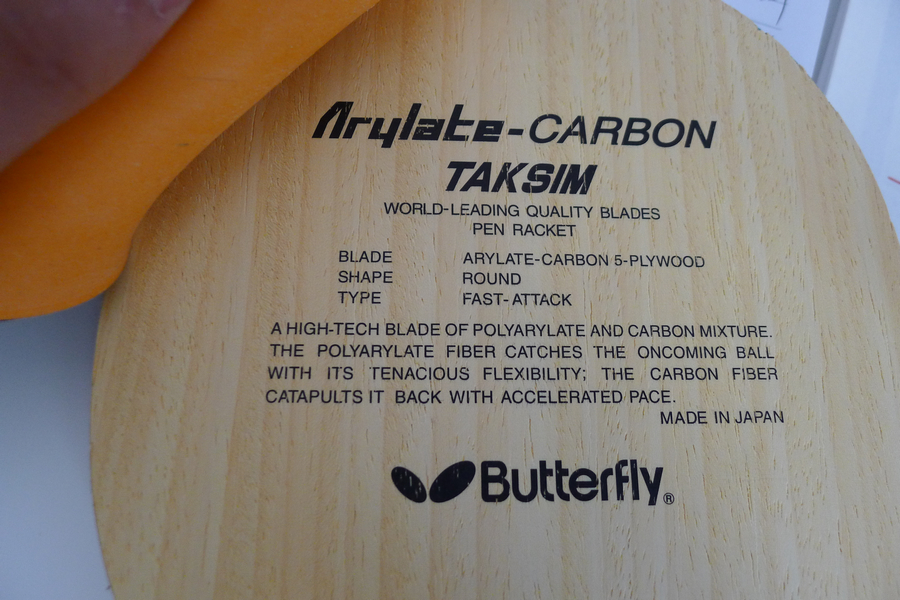 Arylate-CARBON
TAKSIM
WORLD-LEADING QUALITY BLADES
PEN RACKET
BLADE ARYLATE-CARBON 5-PLYWOOD
SHAPE ROUND
TYPE FAST-ATTACK
A HIGH-TECH BLADE OF POLYARYLATE AND CARBON MIXTURE.
THE POLYARYLATE FIBER CATCHES THE ONCOMING BALL
WITH ITS TENACIOUS FLEXIBILITY; THE CARBON FIBER
CATAPULTS IT BACK WITH ACCELERATED PACE.
MADE IN JAPAN
Butterfly®